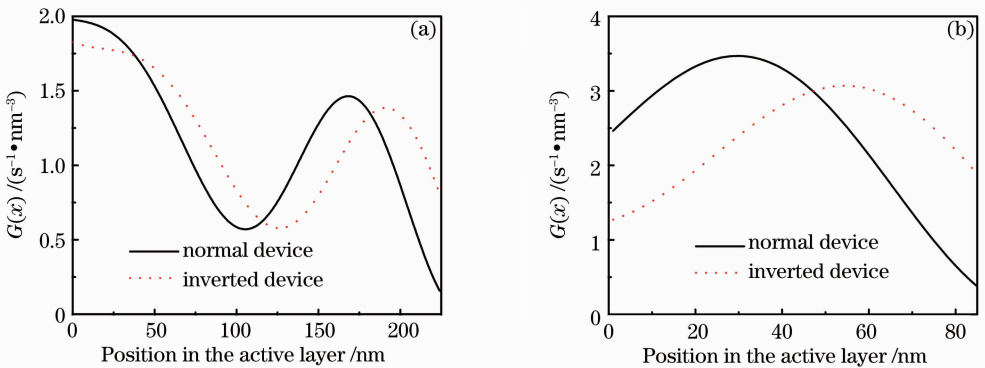 (a)
2.0
1.5
1.0
0.5
0
G(x) /(s⁻¹•nm⁻³)
normal device
inverted device
0 50 100 150 200
Position in the active layer /nm
(b)
4
3
2
1
0
G(x) /(s⁻¹•nm⁻³)
normal device
inverted device
0 20 40 60 80
Position in the active layer /nm